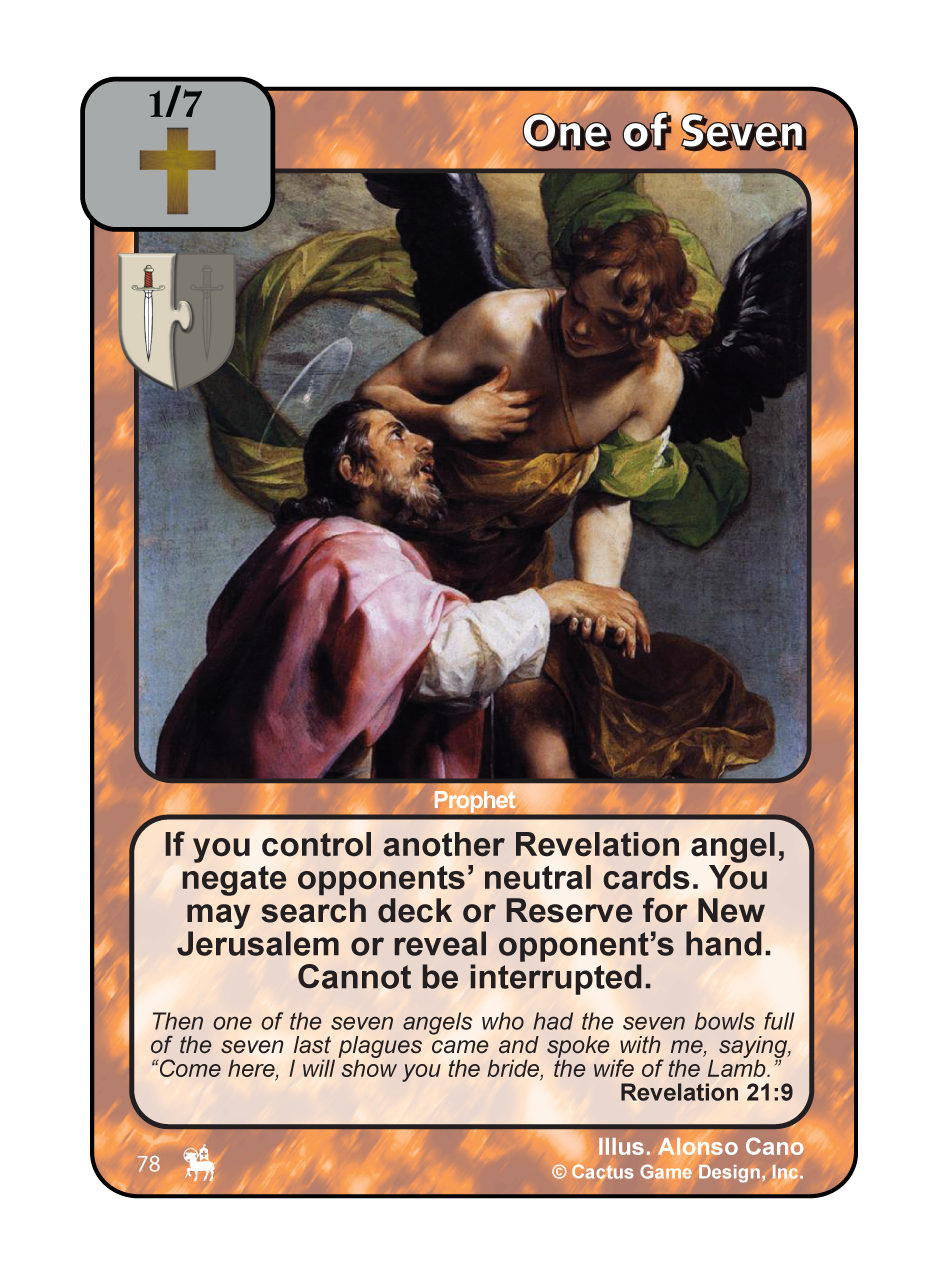 1/7
One of Seven
Prophet
If you control another Revelation angel,
negate opponents’ neutral cards. You
may search deck or Reserve for New
Jerusalem or reveal opponent’s hand.
Cannot be interrupted.
Then one of the seven angels who had the seven bowls full
of the seven last plagues came and spoke with me, saying,
“Come here, I will show you the bride, the wife of the Lamb.”
Revelation 21:9
78
Illus. Alonso Cano
© Cactus Game Design, Inc.